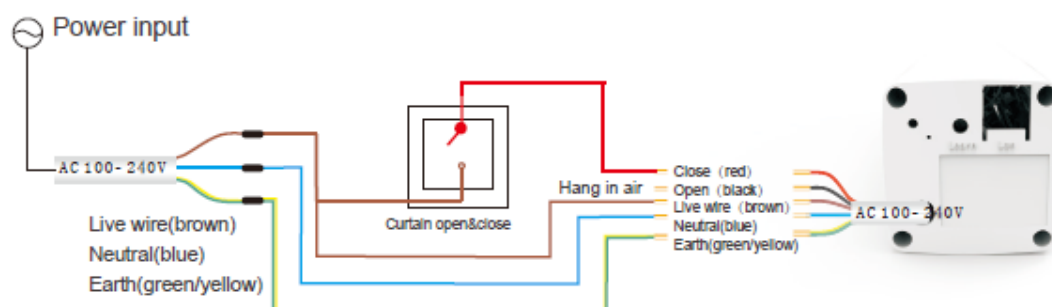 Power input
AC 100- 240V
Live wire(brown)
Neutral(blue)
Earth(green/yellow)
Curtain open&close
Hang in air
Close（red）
Open（black）
Live wire（brown）
Neutral(blue)
Earth(green/yellow)
AC 100- 240V